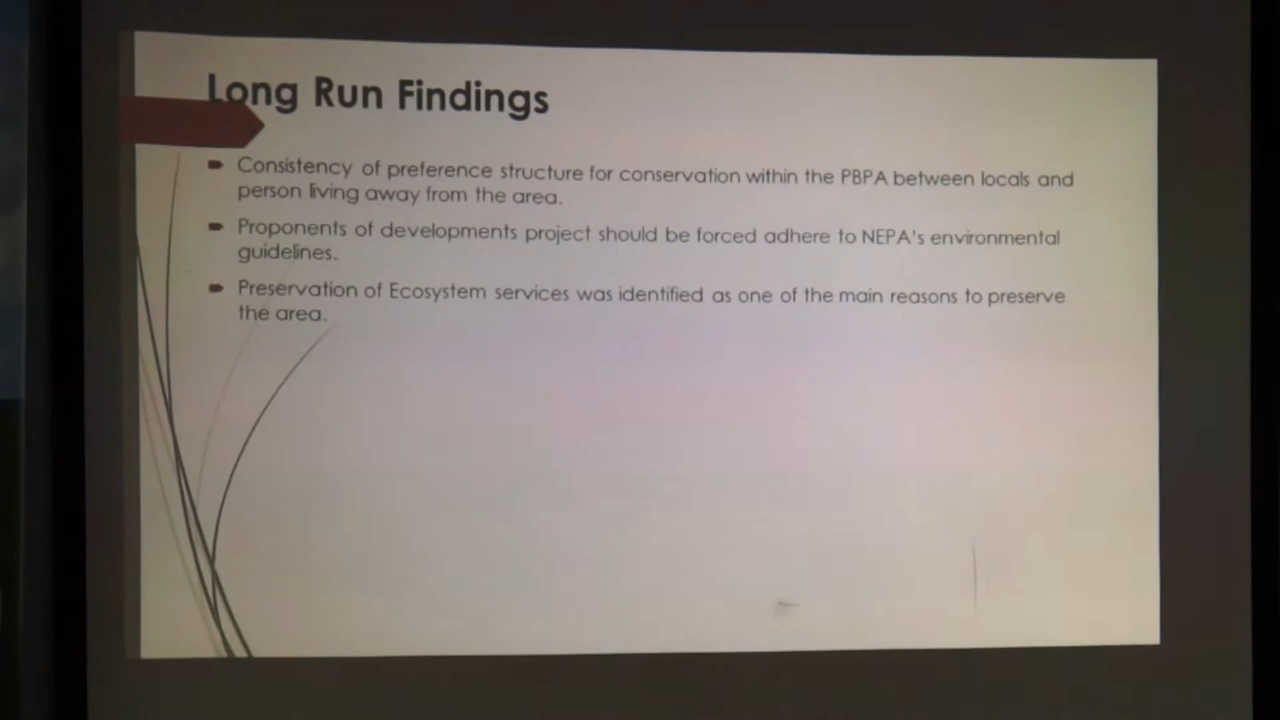 Long Run Findings
Consistency of preference structure for conservation within the PBPA between locals and
person living away from the area.
Proponents of developments project should be forced adhere to NEPA's environmental
guidelines.
Preservation of Ecosystem services was identified as one of the main reasons to preserve
the area.